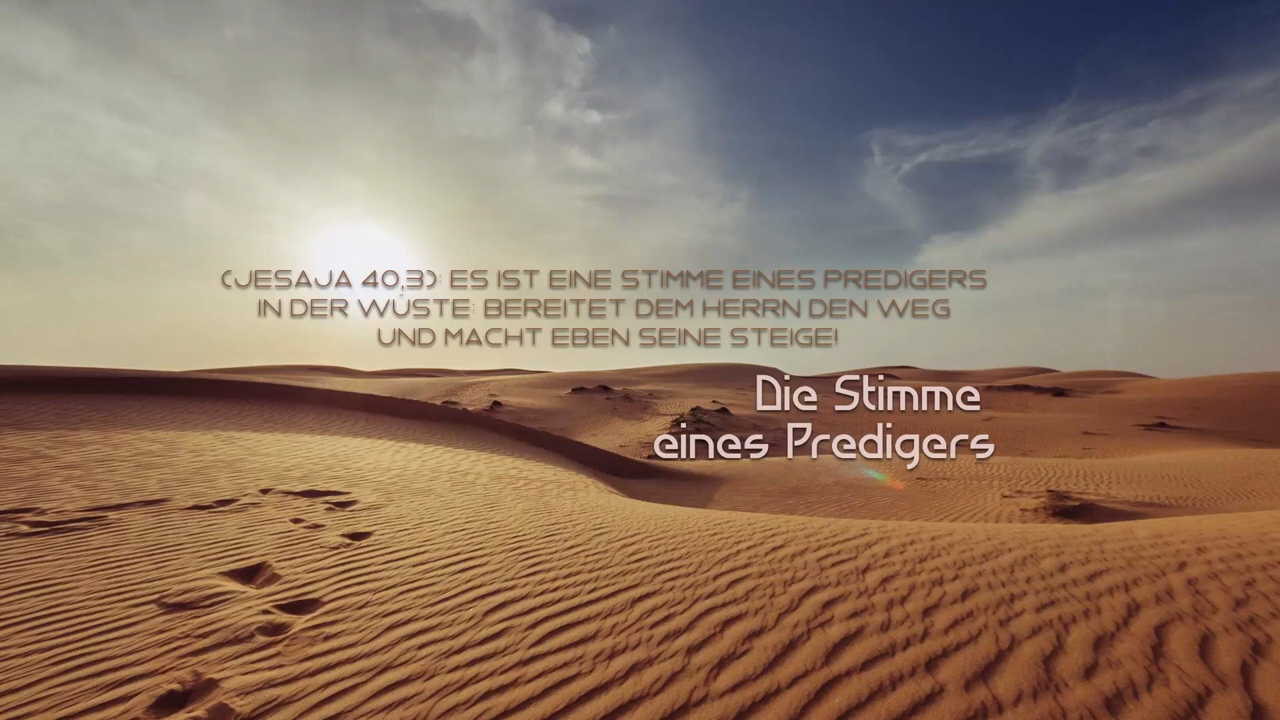 (JESAJA 40,3): ES IST EINE STIMME EINES PREDIGERS
IN DER WÜSTE: BEREITET DEM HERRN DEN WEG
UND MACHT EBEN SEINE STEIGE!
Die Stimme
eines Predigers